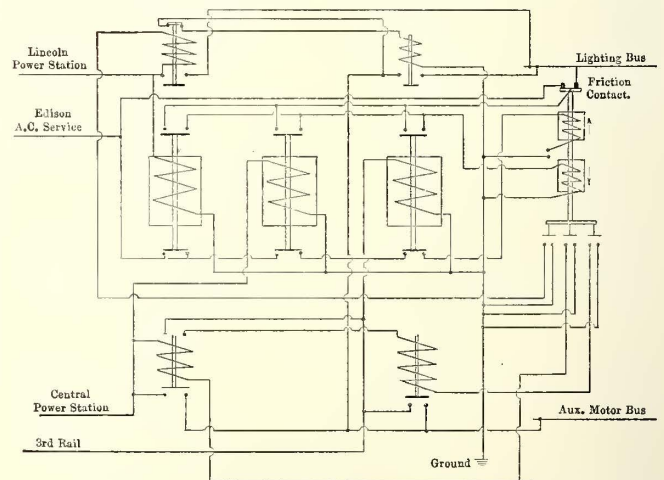 Lincoln
Power Station
Lighting Bus
Friction
Contact.
Edison
A.C. Service
Central
Power Station
Aux. Motor Bus
3rd Rail
Ground